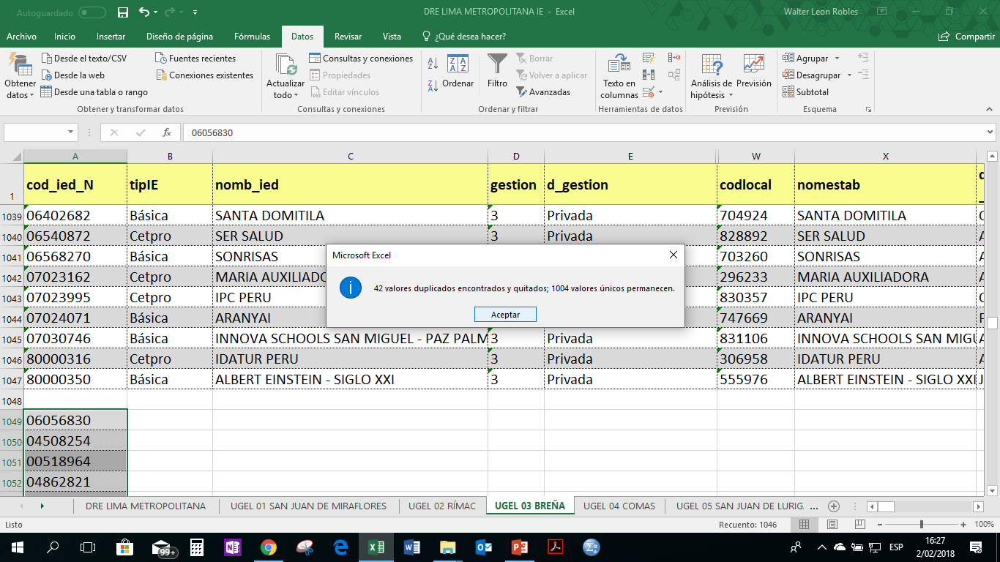 Autoguardado
DRE LIMA METROPOLITANA IE - Excel
Walter Leon Robles
Archivo Inicio Insertar Diseño de página Fórmulas Datos Revisar Vista ¿Qué desea hacer? Compartir
Obtener datos
Desde el texto/CSV
Desde la web
Desde una tabla o rango
Fuentes recientes
Conexiones existentes
Obtener y transformar datos
Actualizar todo
Consultas y conexiones
Propiedades
Editar vínculos
Consultas y conexiones
Ordenar
Filtro
Borrar
Volver a aplicar
Avanzadas
Ordenar y filtrar
Texto en columnas
Herramientas de datos
Análisis de hipótesis
Previsión
Previsión
Agrupar
Desagrupar
Subtotal
Esquema
fx 06056830
A B C D E W X
1 cod_ied_N tipIE nomb_ied gestion d_gestion codlocal nomestab d
1039 06402682 Básica SANTA DOMITILA 3 Privada 704924 SANTA DOMITILA
1040 06540872 Cetpro SER SALUD 3 Privada 828892 SER SALUD
1041 06568270 Básica SONRISAS 703260 SONRISAS
1042 07023162 Cetpro MARIA AUXILIADO 296233 MARIA AUXILIADORA
1043 07023995 Cetpro IPC PERU 830357 IPC PERU
1044 07024071 Básica ARANYAI 747669 ARANYAI
1045 07030746 Básica INNOVA SCHOOLS SAN MIGUEL - PAZ PALM 3 Privada 831106 INNOVA SCHOOLS SAN MIGU
1046 80000316 Cetpro IDATUR PERU 3 Privada 306958 IDATUR PERU
1047 80000350 Básica ALBERT EINSTEIN - SIGLO XXI 3 Privada 555976 ALBERT EINSTEIN - SIGLO XXI
1048
1049 06056830
1050 04508254
1051 00518964
1052 04862821
Microsoft Excel
42 valores duplicados encontrados y quitados; 1004 valores únicos permanecen.
Aceptar
DRE LIMA METROPOLITANA UGEL 01 SAN JUAN DE MIRAFLORES UGEL 02 RÍMAC UGEL 03 BREÑA UGEL 04 COMAS UGEL 05 SAN JUAN DE LURIG ...
Listo Recuento: 1046 100%
99+
ESP
16:27
2/02/2018